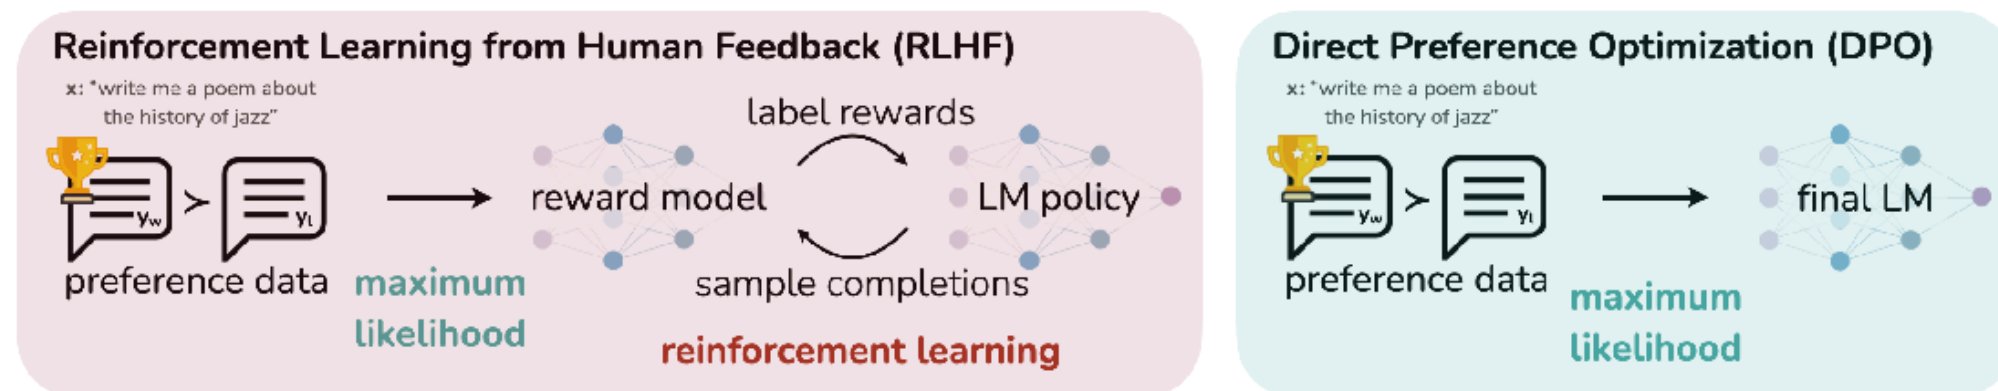 Reinforcement Learning from Human Feedback (RLHF)
x: "write me a poem about
the history of jazz"
label rewards
yw
>
yl
reward model
LM policy
preference data
maximum
likelihood
sample completions
reinforcement learning
Direct Preference Optimization (DPO)
x: "write me a poem about
the history of jazz"
yw
>
yl
final LM
preference data
maximum
likelihood